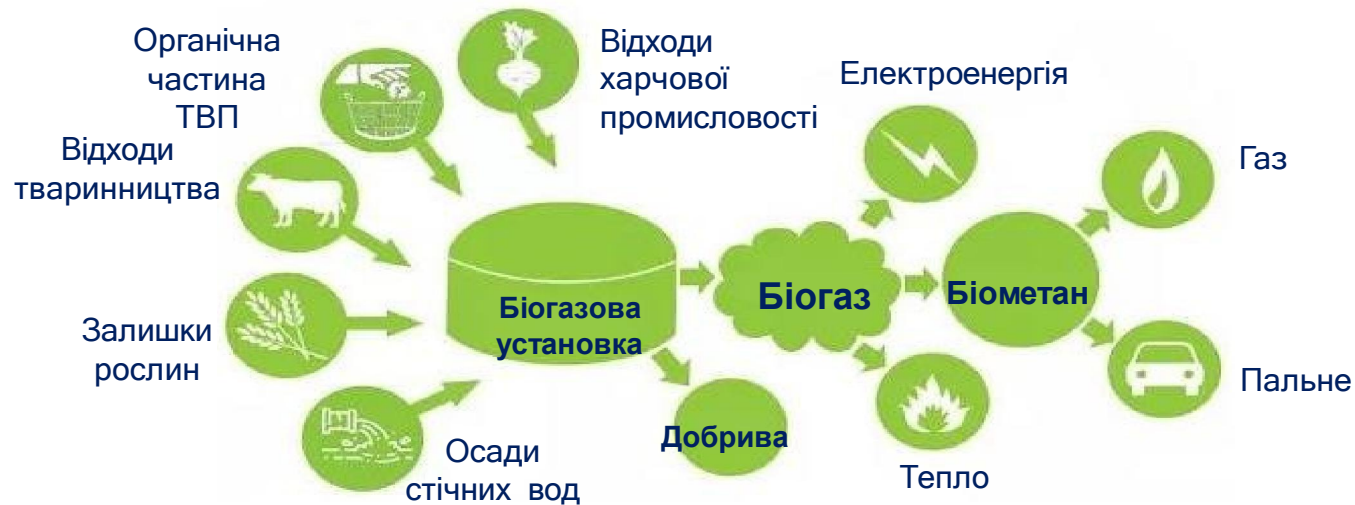 Органічна
частина
ТВП
Відходи
харчової
промисловості
Електроенергія
Відходи
тваринництва
Газ
Біогазова
установка
Біогаз
Біометан
Залишки
рослин
Пальне
Добрива
Осади
стічних вод
Тепло